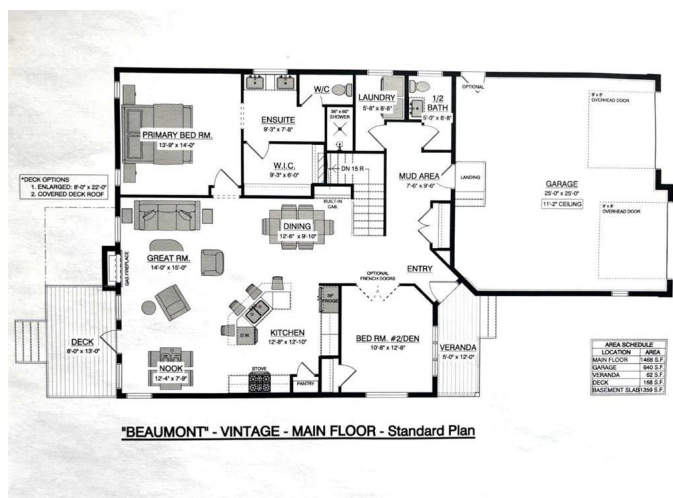 OPTIONAL
9' x 8'
OVERHEAD DOOR
W/C
LAUNDRY
5'-8" x 8'-8"
1/2
BATH
5'-0" x 8'-8"
36" x 60"
SHOWER
ENSUITE
9'-3" x 7'-8"
PRIMARY BED RM.
13'-9" x 14'-0"
W.I.C.
9'-3" x 6'-0"
DN 15 R
MUD AREA
7'-6" x 9'-6"
LANDING
GARAGE
25'-0" x 25'-0"
11'-2" CEILING
*DECK OPTIONS
1. ENLARGED: 8'-0" x 22'-0"
2. COVERED DECK ROOF
BUILT-IN
CAB.
9' x 8'
OVERHEAD DOOR
DINING
12'-6" x 9'-10"
GREAT RM.
14'-0" x 15'-0"
GAS FIREPLACE
ENTRY
OPTIONAL
FRENCH DOORS
FRIDGE
D.W.
KITCHEN
12'-8" x 12'-10"
BED RM. #2/DEN
10'-8" x 12'-6"
VERANDA
5'-0" x 12'-0"
DECK
8'-0" x 13'-0"
NOOK
12'-4" x 7'-9"
STOVE
PANTRY
AREA SCHEDULE
LOCATION AREA
MAIN FLOOR 1468 S.F.
GARAGE 640 S.F.
VERANDA 62 S.F.
DECK 168 S.F.
BASEMENT SLAB 1359 S.F.
"BEAUMONT" - VINTAGE - MAIN FLOOR - Standard Plan